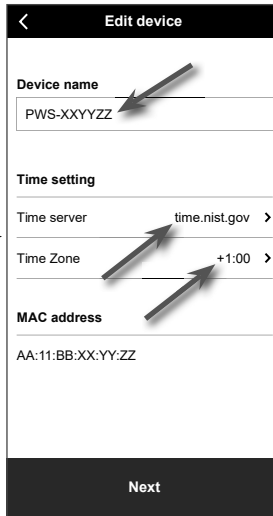 Edit device
Device name
PWS-XXYYZZ
Time setting
Time server time.nist.gov
Time Zone +1:00
MAC address
AA:11:BB:XX:YY:ZZ
Next